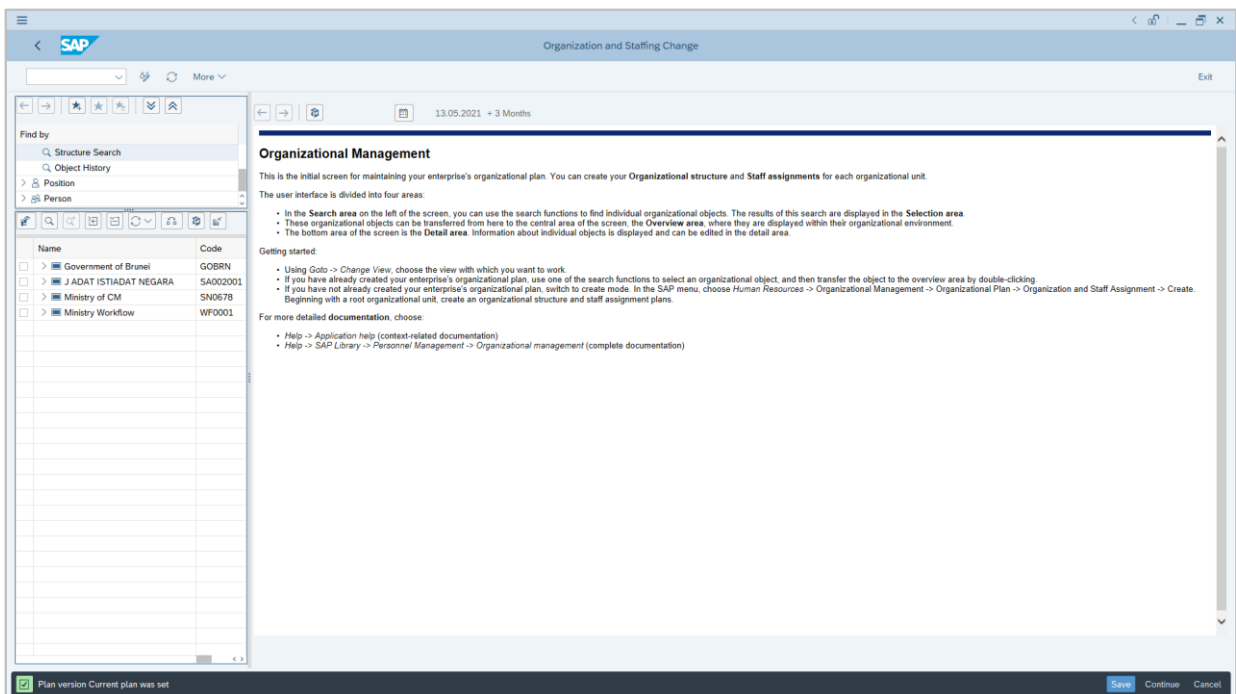 SAP
Organization and Staffing Change
More
Exit
13.05.2021 + 3 Months
Find by
Structure Search
Object History
Position
Person
Name Code
Government of Brunei GOBRN
J ADAT ISTIADAT NEGARA SA002001
Ministry of CM SN0678
Ministry Workflow WF0001
Organizational Management
This is the initial screen for maintaining your enterprise's organizational plan. You can create your Organizational structure and Staff assignments for each organizational unit.
The user interface is divided into four areas:
• In the Search area on the left of the screen, you can use the search functions to find individual organizational objects. The results of this search are displayed in the Selection area.
• These organizational objects can be transferred from here to the central area of the screen, the Overview area, where they are displayed within their organizational environment.
• The bottom area of the screen is the Detail area. Information about individual objects is displayed and can be edited in the detail area.
Getting started:
• Using Goto -> Change View, choose the view with which you want to work.
• If you have already created your enterprise's organizational plan, use one of the search functions to select an organizational object, and then transfer the object to the overview area by double-clicking.
• If you have not already created your enterprise's organizational plan, switch to create mode. In the SAP menu, choose Human Resources -> Organizational Management -> Organizational Plan -> Organization and Staff Assignment -> Create.
Beginning with a root organizational unit, create an organizational structure and staff assignment plans.
For more detailed documentation, choose:
• Help -> Application help (context-related documentation)
• Help -> SAP Library -> Personnel Management -> Organizational management (complete documentation)
Plan version Current plan was set
Save Continue Cancel